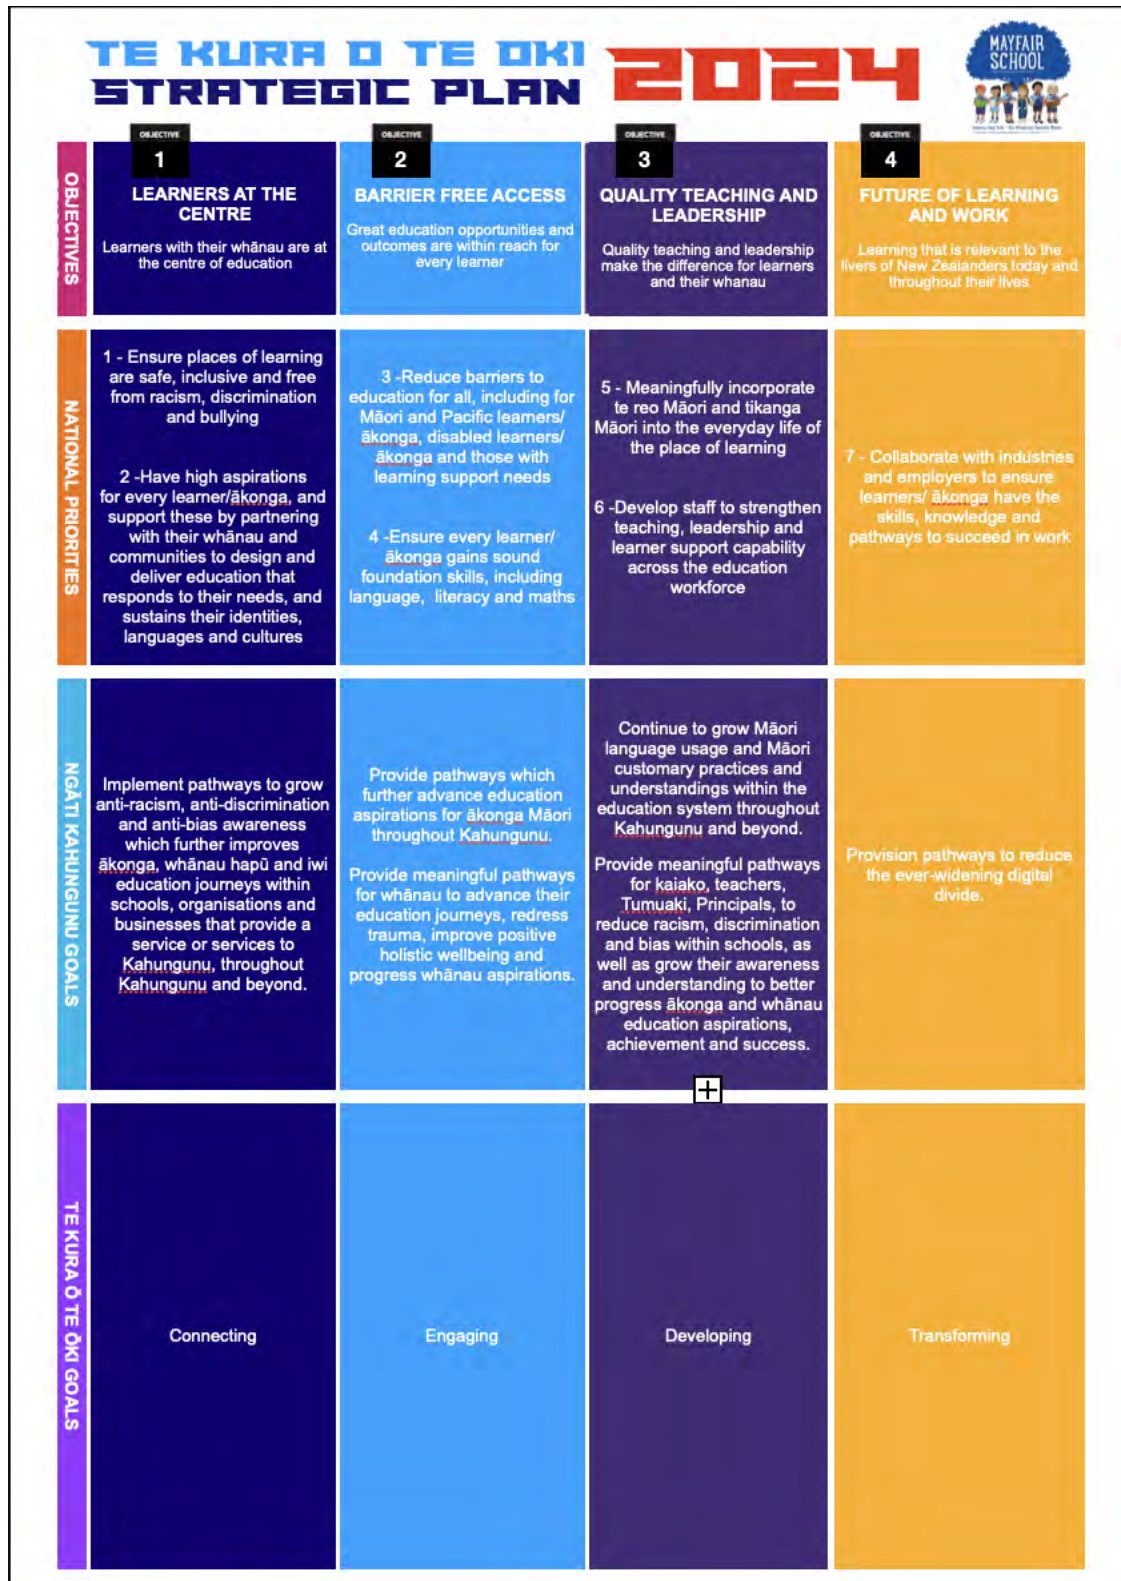 TE KURA O TE OKI
STRATEGIC PLAN
2024
MAYFAIR
SCHOOL
OBJECTIVES
OBJECTIVE
1
LEARNERS AT THE
CENTRE
Learners with their whānau are at
the centre of education
OBJECTIVE
2
BARRIER FREE ACCESS
Great education opportunities and
outcomes are within reach for
every learner
OBJECTIVE
3
QUALITY TEACHING AND
LEADERSHIP
Quality teaching and leadership
make the difference for learners
and their whanau
OBJECTIVE
4
FUTURE OF LEARNING
AND WORK
Learning that is relevant to the
livers of New Zealanders today and
throughout their lives
NATIONAL PRIORITIES
1 - Ensure places of learning
are safe, inclusive and free
from racism, discrimination
and bullying
2 -Have high aspirations
for every learner/ākonga, and
support these by partnering
with their whānau and
communities to design and
deliver education that
responds to their needs, and
sustains their identities,
languages and cultures
3 -Reduce barriers to
education for all, including for
Māori and Pacific learners/
ākonga, disabled learners/
ākonga and those with
learning support needs
4 - Ensure every learner/
ākonga gains sound
foundation skills, including
language, literacy and maths
5 - Meaningfully incorporate
te reo Māori and tikanga
Māori into the everyday life of
the place of learning
6 -Develop staff to strengthen
teaching, leadership and
learner support capability
across the education
workforce
7 - Collaborate with industries
and employers to ensure
learners/ ākonga have the
skills, knowledge and
pathways to succeed in work
NGĀTI KAHUNGUNU GOALS
Implement pathways to grow
anti-racism, anti-discrimination
and anti-bias awareness
which further improves
ākonga, whānau hapū and iwi
education journeys within
schools, organisations and
businesses that provide a
service or services to
Kahungunu, throughout
Kahungunu and beyond.
Provide pathways which
further advance education
aspirations for ākonga Māori
throughout Kahungunu.
Provide meaningful pathways
for whānau to advance their
education journeys, redress
trauma, improve positive
holistic wellbeing and
progress whānau aspirations.
Continue to grow Māori
language usage and Māori
customary practices and
understandings within the
education system throughout
Kahungunu and beyond.
Provide meaningful pathways
for kaiako, teachers,
Tumuaki, Principals, to
reduce racism, discrimination
and bias within schools, as
well as grow their awareness
and understanding to better
progress ākonga and whānau
education aspirations,
achievement and success.
Provision pathways to reduce
the ever-widening digital
divide.
TE KURA Ō TE ŌKI GOALS
Connecting
Engaging
Developing
Transforming